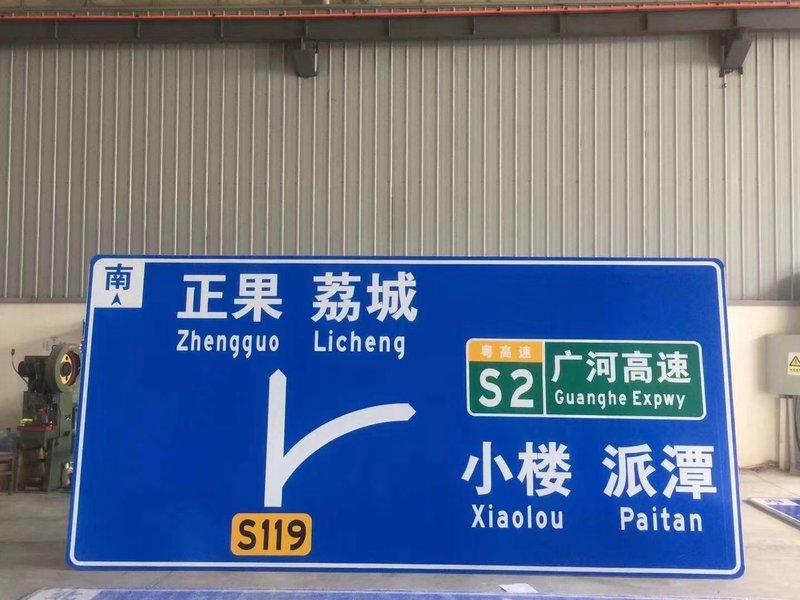 南
正果 荔城
Zhengguo Licheng
粤高速
S2
广河高速
Guanghe Expwy
小楼 派潭
Xiaolou Paitan
S119